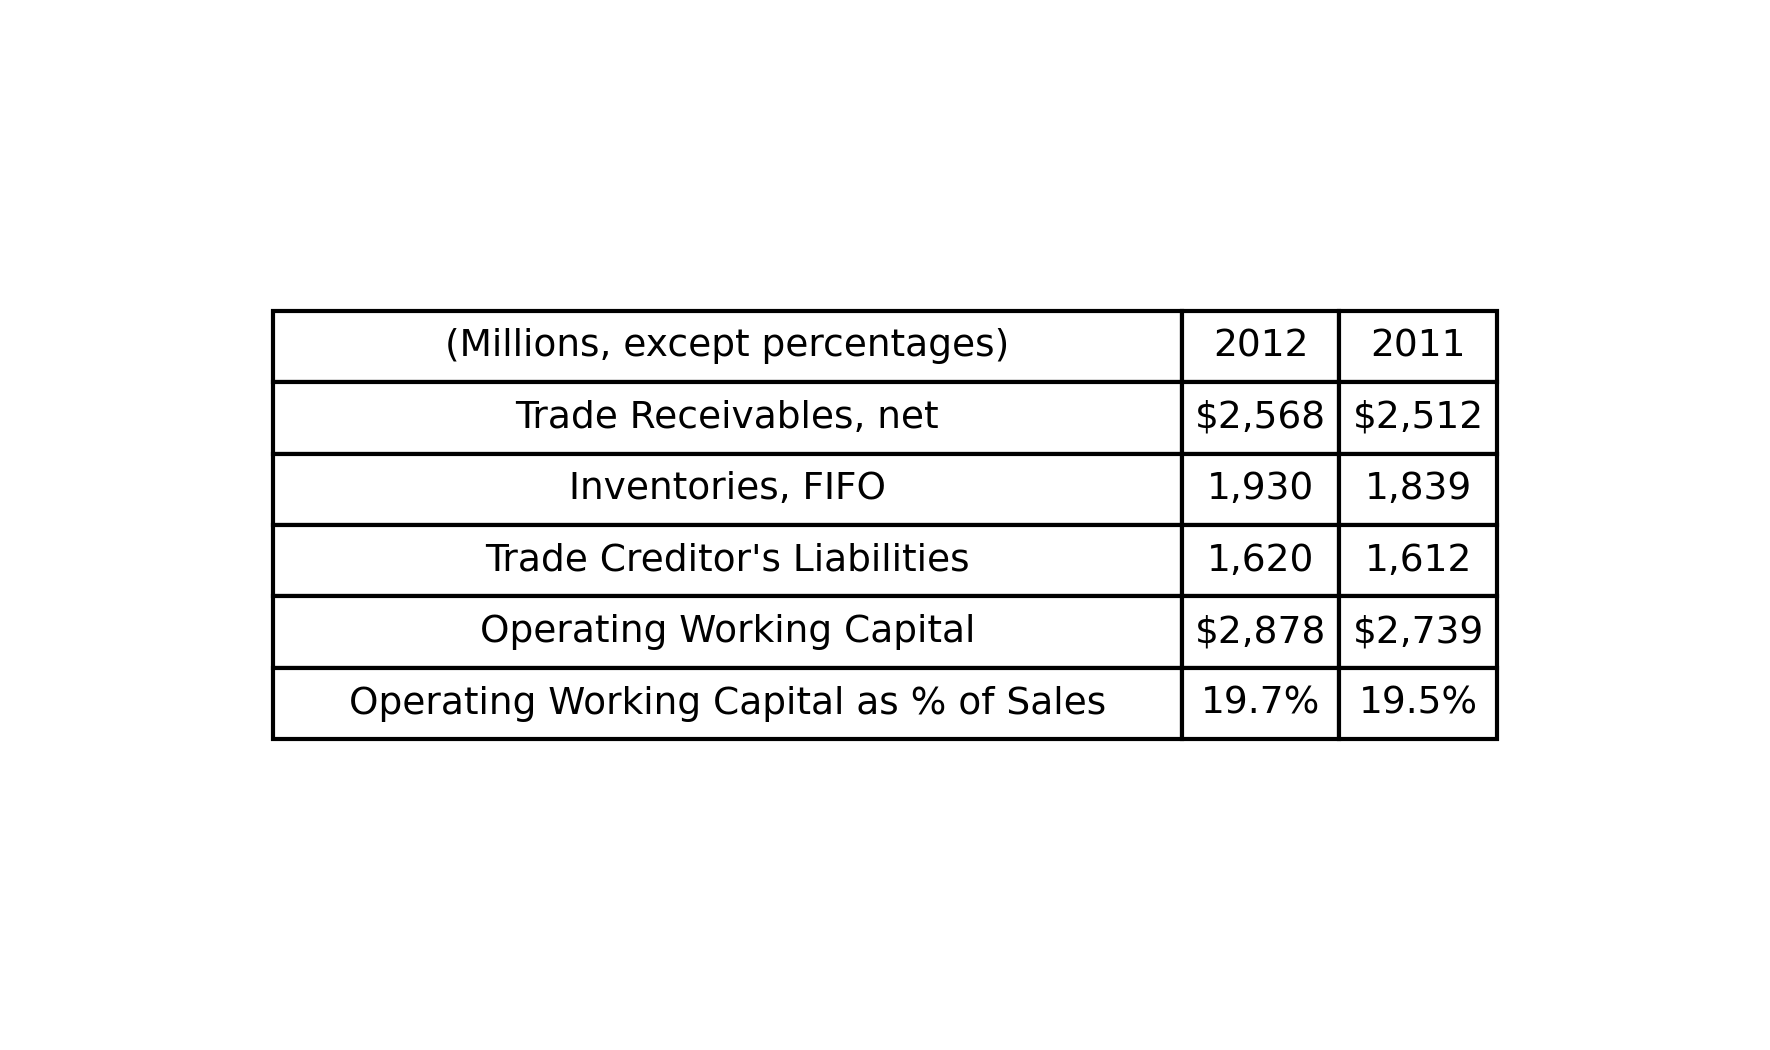 (Millions, except percentages) 2012 2011
Trade Receivables, net $2,568 $2,512
Inventories, FIFO 1,930 1,839
Trade Creditor's Liabilities 1,620 1,612
Operating Working Capital $2,878 $2,739
Operating Working Capital as % of Sales 19.7% 19.5%